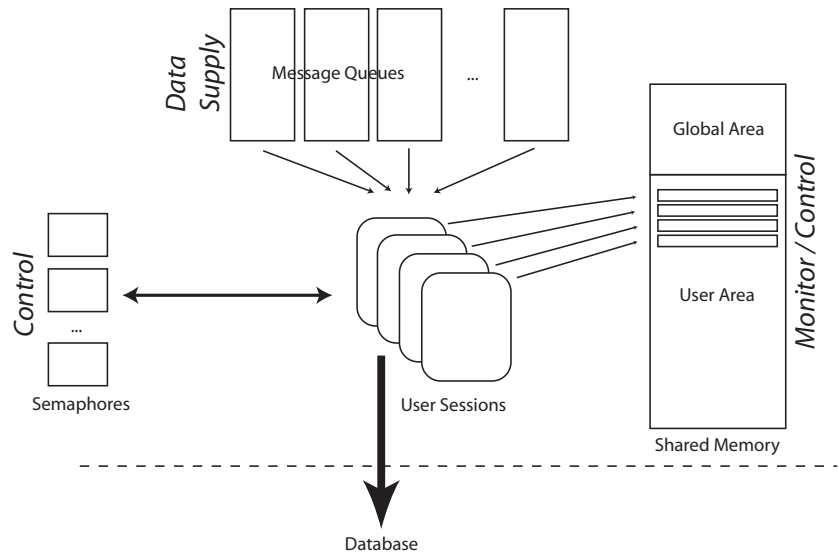 Data
Supply
Message Queues
...
Global Area
User Area
Monitor / Control
Shared Memory
Control
...
Semaphores
User Sessions
Database